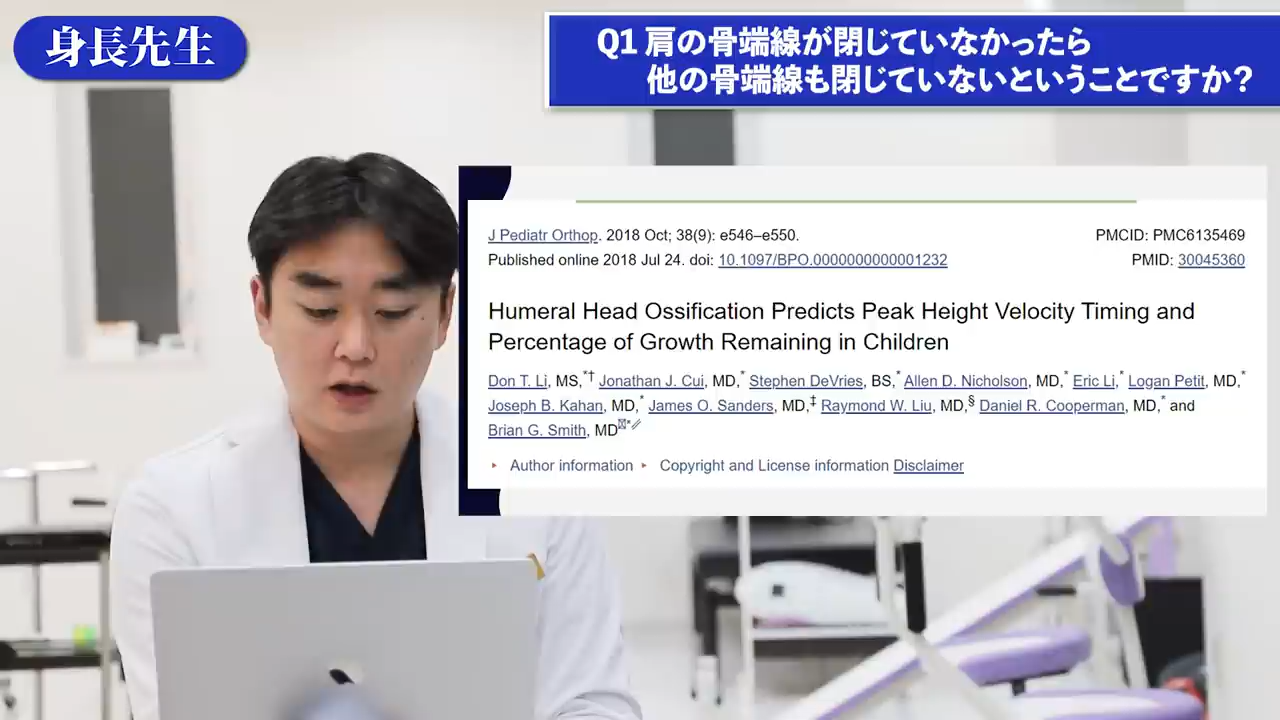 身長先生
Q1 肩の骨端線が閉じていなかったら
他の骨端線も閉じていないということですか？
J Pediatr Orthop. 2018 Oct; 38(9): e546–e550.
PMCID: PMC6135469
Published online 2018 Jul 24. doi: 10.1097/BPO.0000000000001232
PMID: 30045360
Humeral Head Ossification Predicts Peak Height Velocity Timing and
Percentage of Growth Remaining in Children
Don T. Li, MS,*† Jonathan J. Cui, MD,* Stephen DeVries, BS,* Allen D. Nicholson, MD,* Eric Li,* Logan Petit, MD,*
Joseph B. Kahan, MD,* James O. Sanders, MD,‡ Raymond W. Liu, MD,§ Daniel R. Cooperman, MD,* and
Brian G. Smith, MD
Author information Copyright and License information Disclaimer